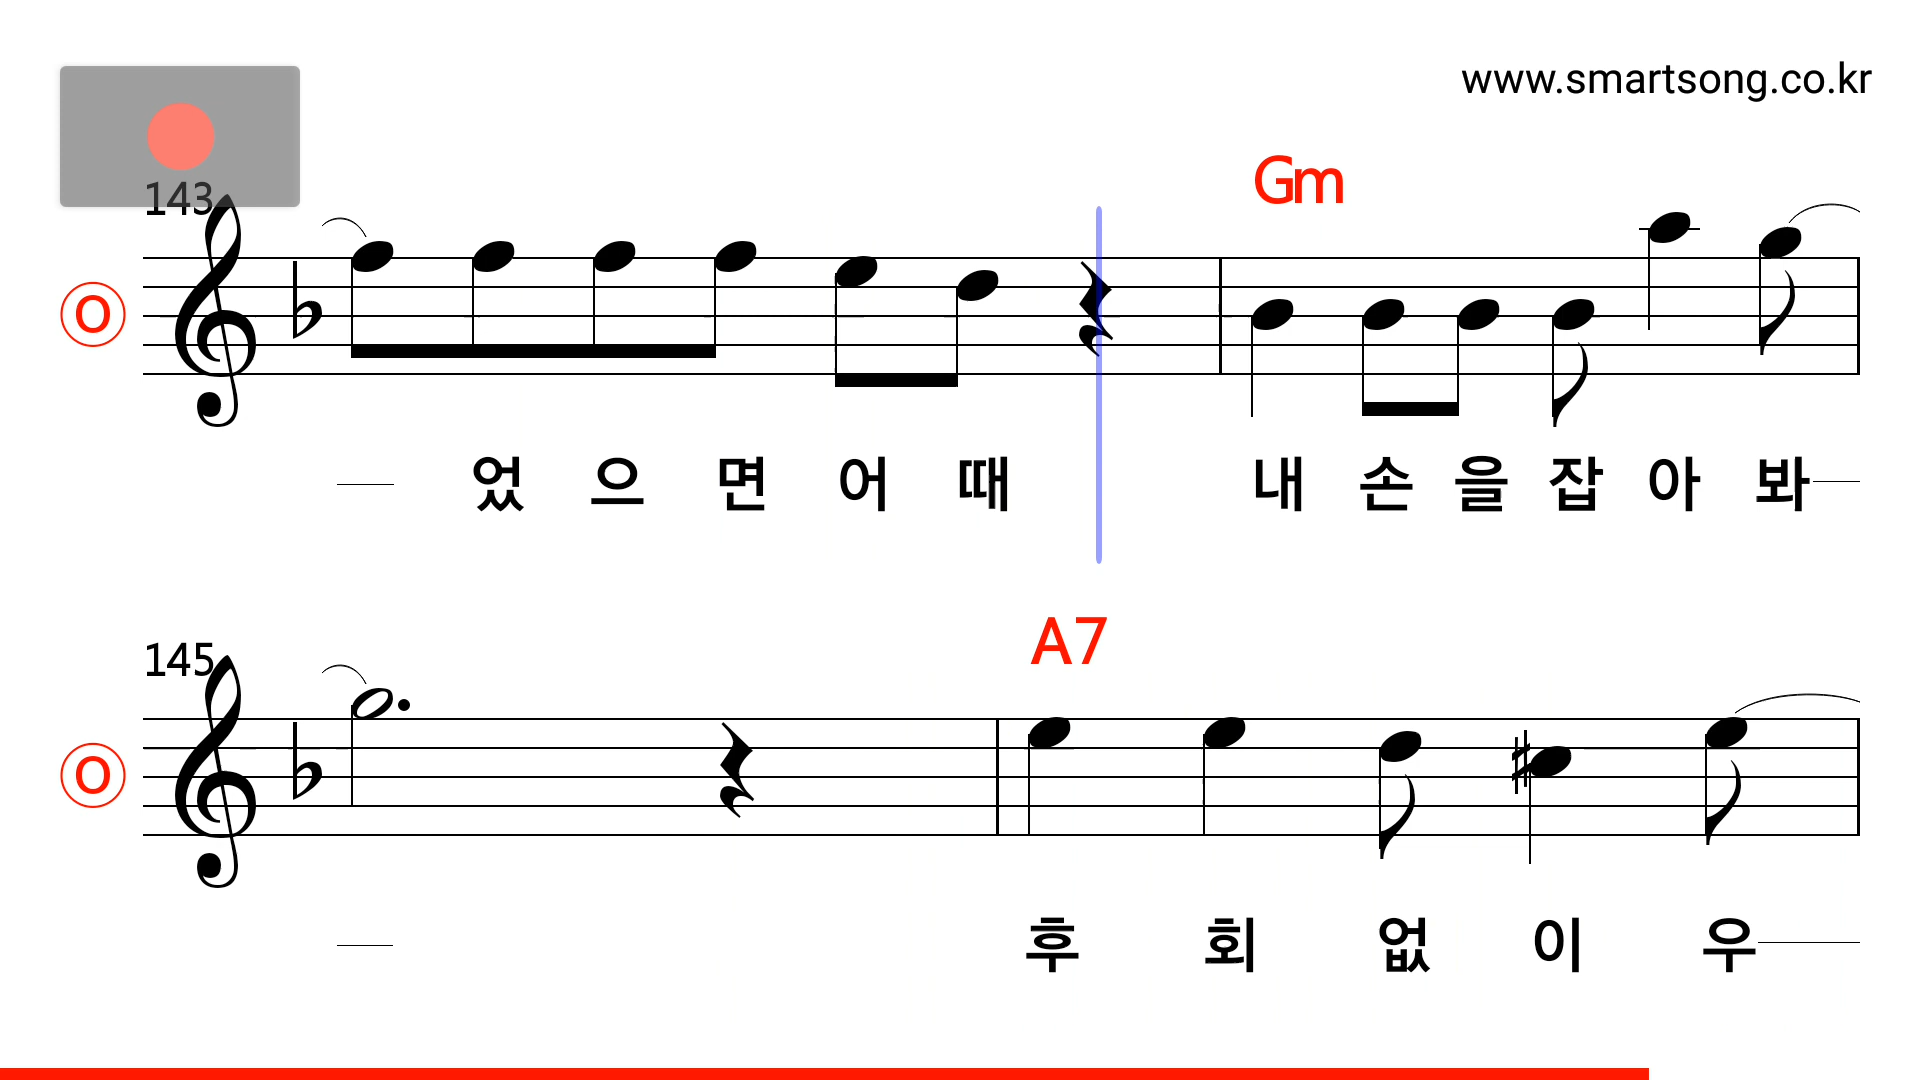 www.smartsong.co.kr
143
Gm
O
었 으 면 어 때 내 손 을 잡 아 봐
145
A7
O
후 회 없 이 우